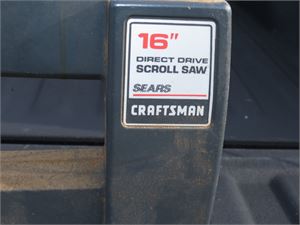 16"
DIRECT DRIVE
SCROLL SAW
SEARS
CRAFTSMAN